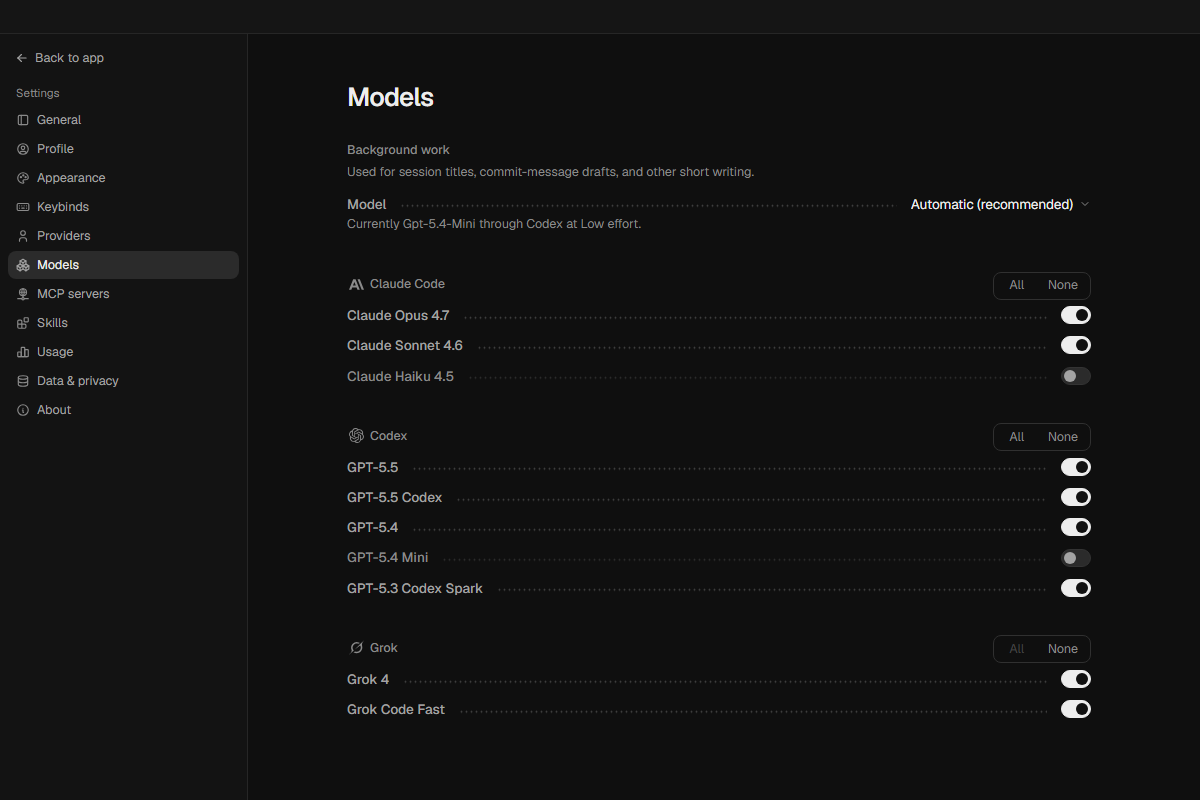 Back to app
Settings
General
Profile
Appearance
Keybinds
Providers
Models
MCP servers
Skills
Usage
Data & privacy
About
Models
Background work
Used for session titles, commit-message drafts, and other short writing.
Model Automatic (recommended)
Currently Gpt-5.4-Mini through Codex at Low effort.
Claude Code All None
Claude Opus 4.7
Claude Sonnet 4.6
Claude Haiku 4.5
Codex All None
GPT-5.5
GPT-5.5 Codex
GPT-5.4
GPT-5.4 Mini
GPT-5.3 Codex Spark
Grok All None
Grok 4
Grok Code Fast